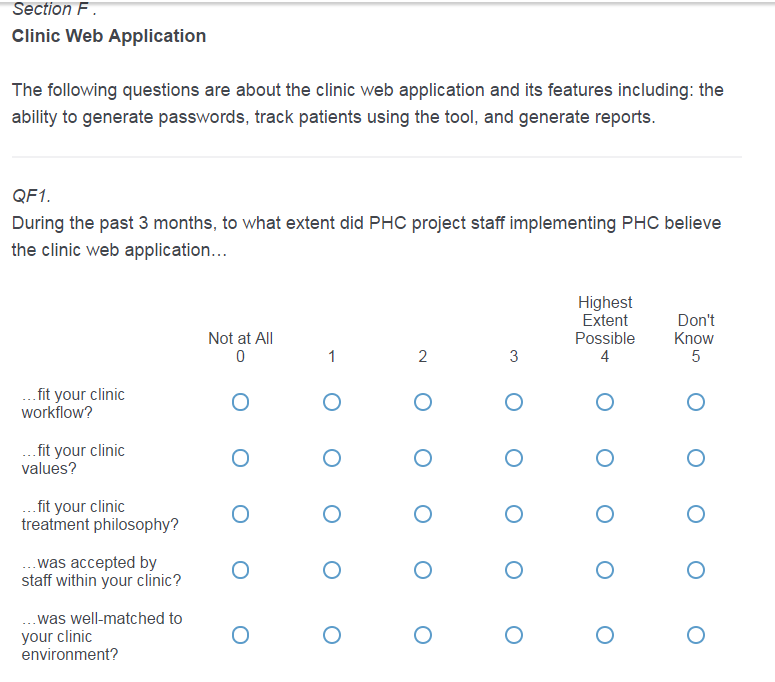 Section F .
Clinic Web Application
The following questions are about the clinic web application and its features including: the
ability to generate passwords, track patients using the tool, and generate reports.
QF1.
During the past 3 months, to what extent did PHC project staff implementing PHC believe
the clinic web application…
Not at All
0
1
2
3
Highest
Extent
Possible
4
Don't
Know
5
…fit your clinic
workflow?
…fit your clinic
values?
…fit your clinic
treatment philosophy?
…was accepted by
staff within your clinic?
…was well-matched to
your clinic
environment?